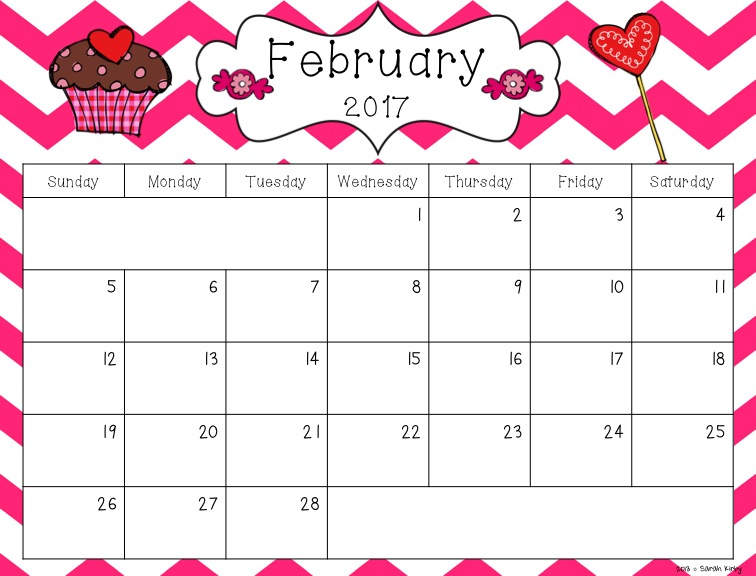 February
2017
Sunday Monday Tuesday Wednesday Thursday Friday Saturday
1 2 3 4
5 6 7 8 9 10 11
12 13 14 15 16 17 18
19 20 21 22 23 24 25
26 27 28
© Sarah Kirby